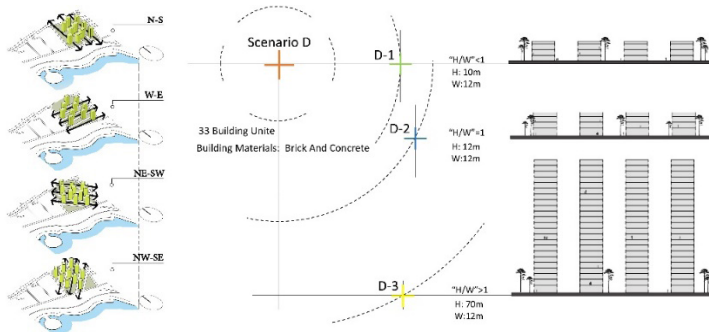 N-S
W-E
NE-SW
NW-SE
Scenario D
33 Building Unite
Building Materials: Brick And Concrete
D-1
D-2
D-3
"H/W"<1
H: 10m
W:12m
"H/W"=1
H: 12m
W:12m
"H/W">1
H: 70m
W:12m